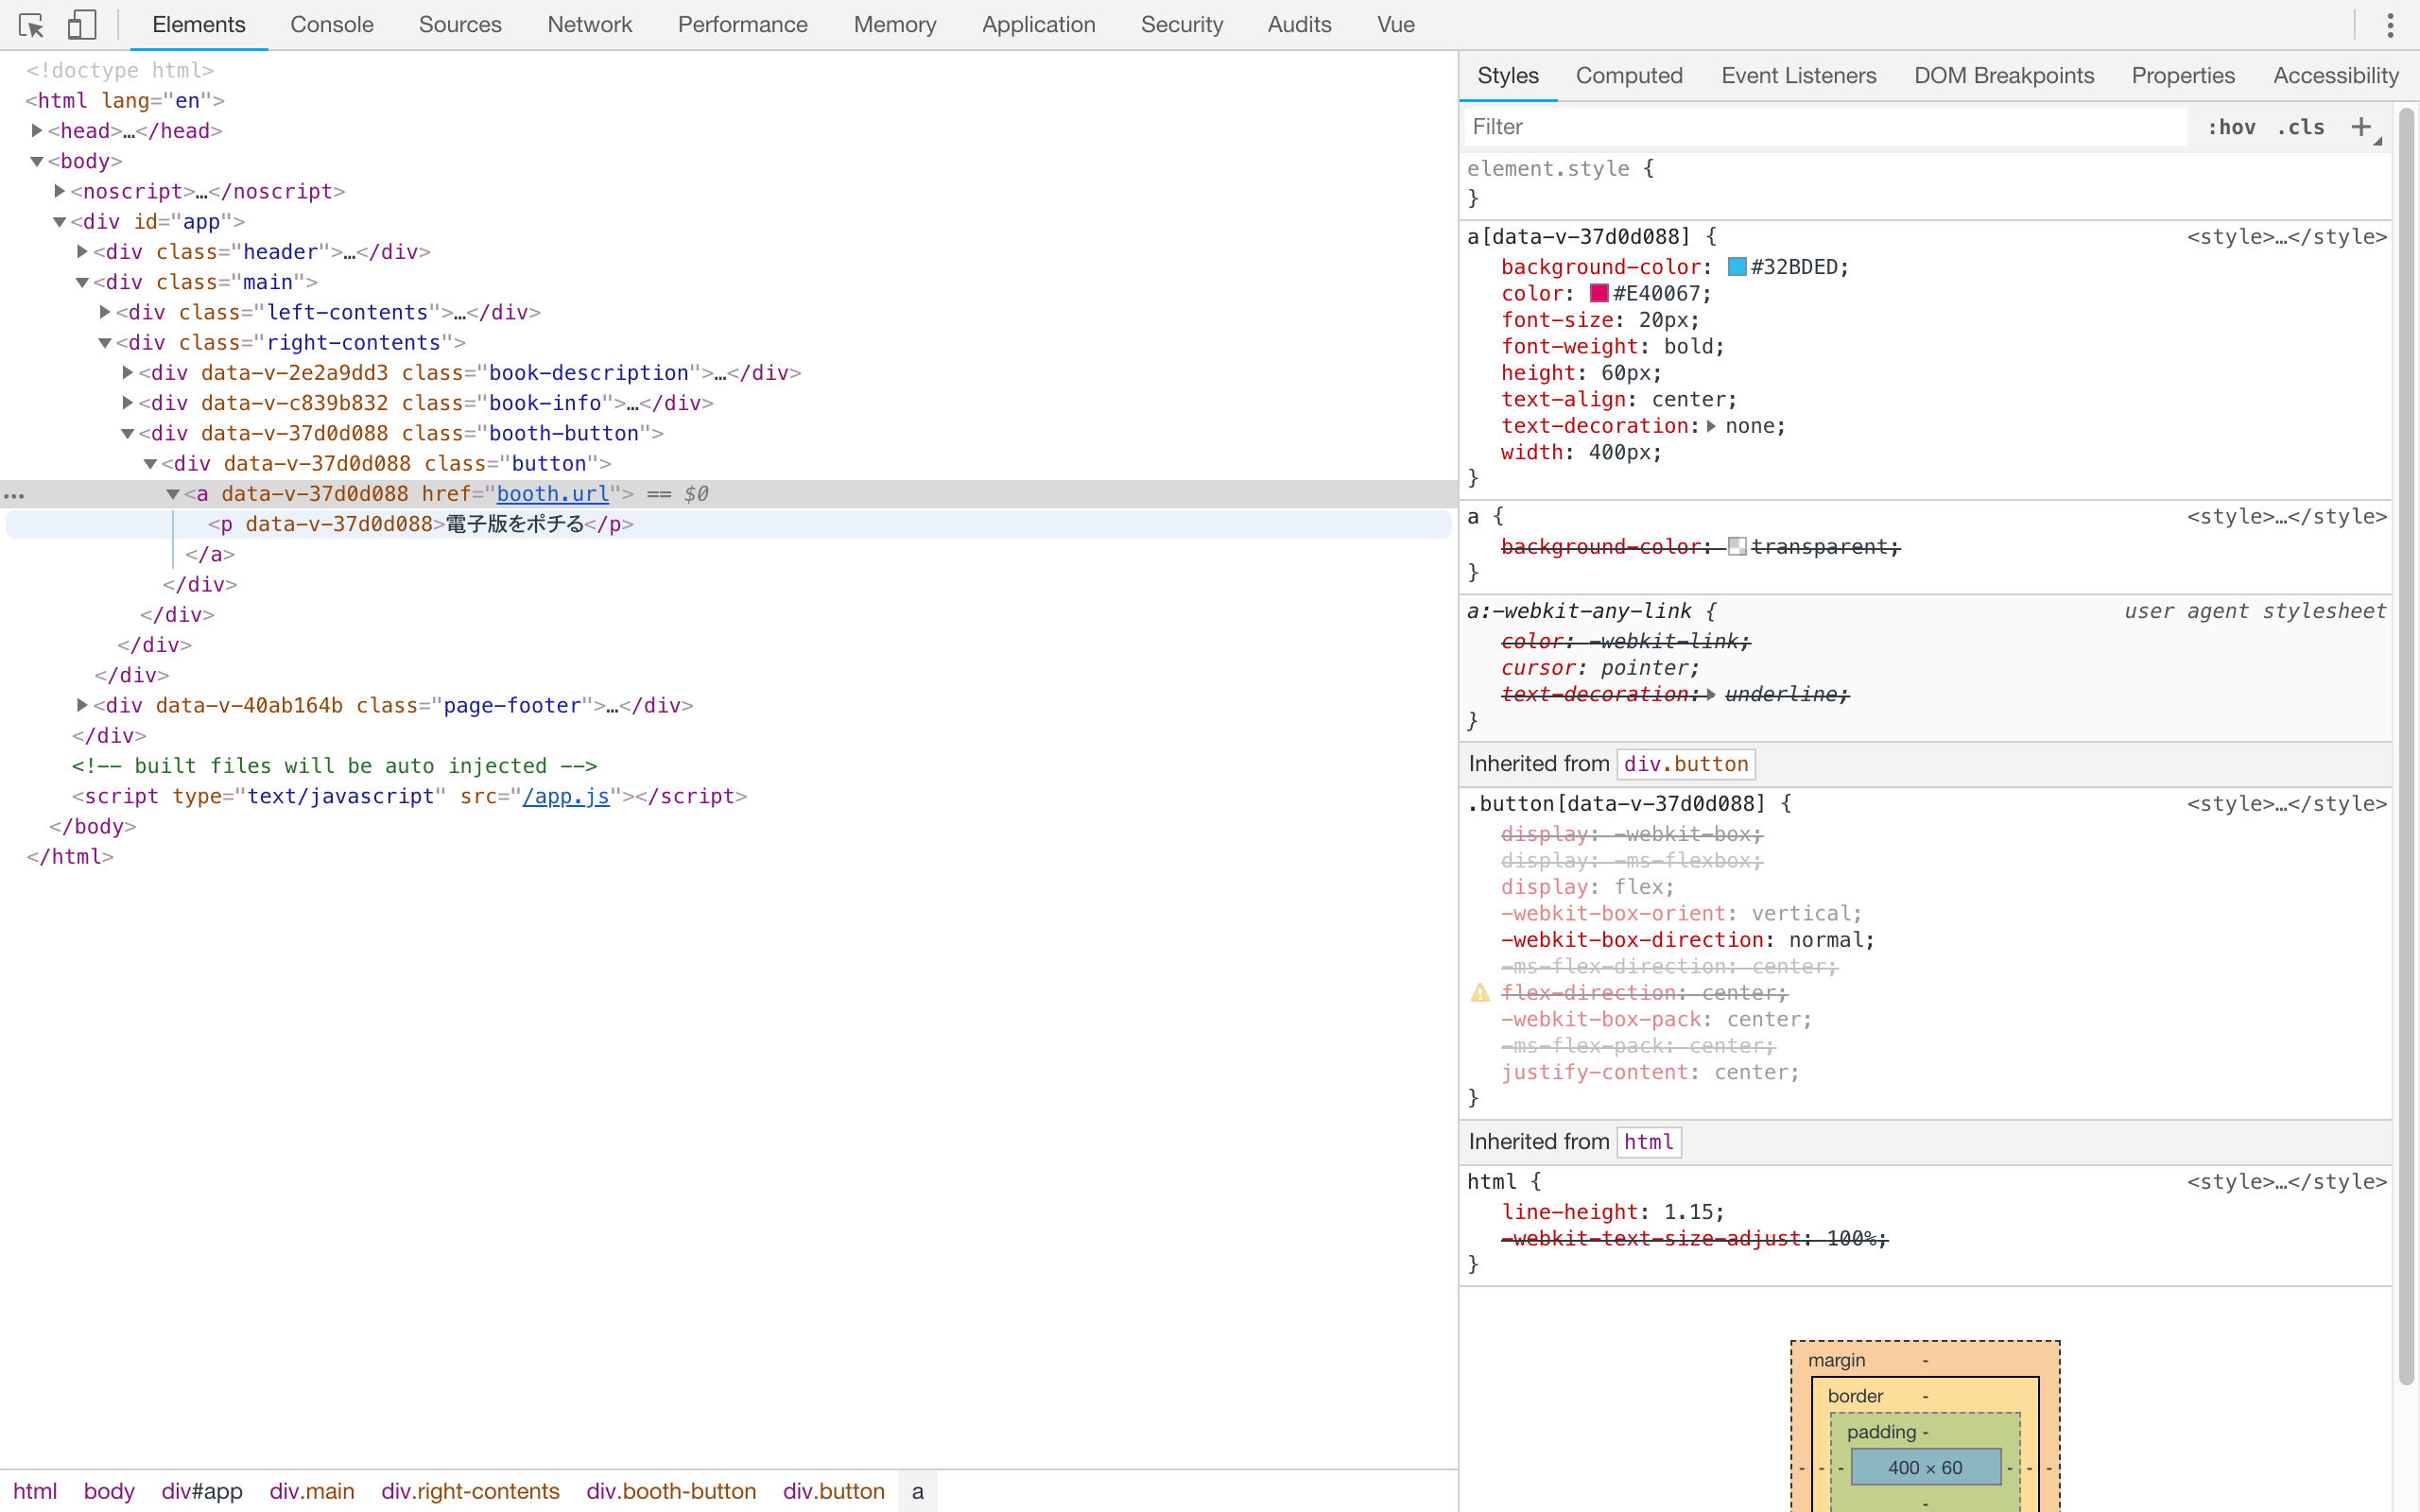 Elements Console Sources Network Performance Memory Application Security Audits Vue
<!doctype html>
<html lang="en">
<head>…</head>
<body>
<noscript>…</noscript>
<div id="app">
<div class="header">…</div>
<div class="main">
<div class="left-contents">…</div>
<div class="right-contents">
<div data-v-2e2a9dd3 class="book-description">…</div>
<div data-v-c839b832 class="book-info">…</div>
<div data-v-37d0d088 class="booth-button">
<div data-v-37d0d088 class="button">
<a data-v-37d0d088 href="booth.url"> == $0
<p data-v-37d0d088>電子版をポチる</p>
</a>
</div>
</div>
</div>
</div>
<div data-v-40ab164b class="page-footer">…</div>
</div>
<!-- built files will be auto injected -->
<script type="text/javascript" src="/app.js"></script>
</body>
</html>
html body div#app div.main div.right-contents div.booth-button div.button a
Styles Computed Event Listeners DOM Breakpoints Properties Accessibility
Filter :hov .cls +
element.style {
}
a[data-v-37d0d088] { <style>…</style>
background-color: #32BDED;
color: #E40067;
font-size: 20px;
font-weight: bold;
height: 60px;
text-align: center;
text-decoration: none;
width: 400px;
}
a { <style>…</style>
background-color: transparent;
}
a:-webkit-any-link { user agent stylesheet
color: -webkit-link;
cursor: pointer;
text-decoration: underline;
}
Inherited from div.button
.button[data-v-37d0d088] { <style>…</style>
display: -webkit-box;
display: -ms-flexbox;
display: flex;
-webkit-box-orient: vertical;
-webkit-box-direction: normal;
-ms-flex-direction: center;
flex-direction: center;
-webkit-box-pack: center;
-ms-flex-pack: center;
justify-content: center;
}
Inherited from html
html { <style>…</style>
line-height: 1.15;
-webkit-text-size-adjust: 100%;
}
margin -
border -
padding -
- - - 400 × 60 - - -
-